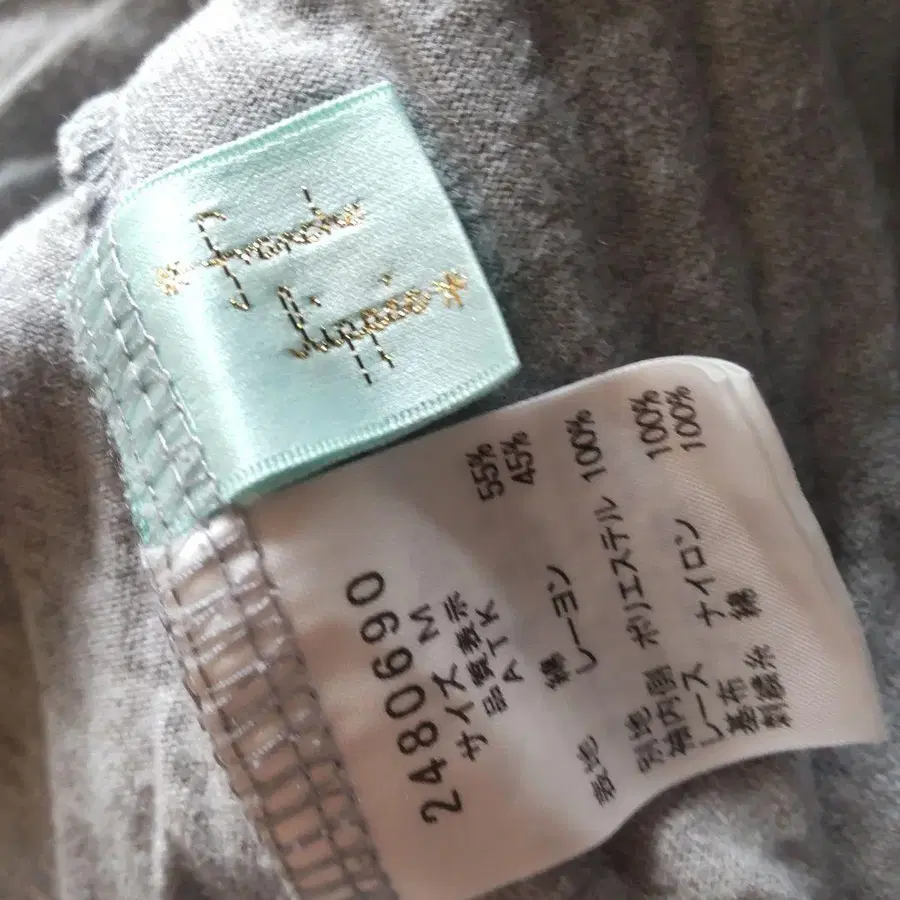 franche
lippée
2480690
サイズ M
品質表示
ATK
表地 綿 55%
レーヨン 45%
別地
袖内側 ポリエステル 100%
レース
基布 ナイロン 100%
刺繍糸 綿 100%